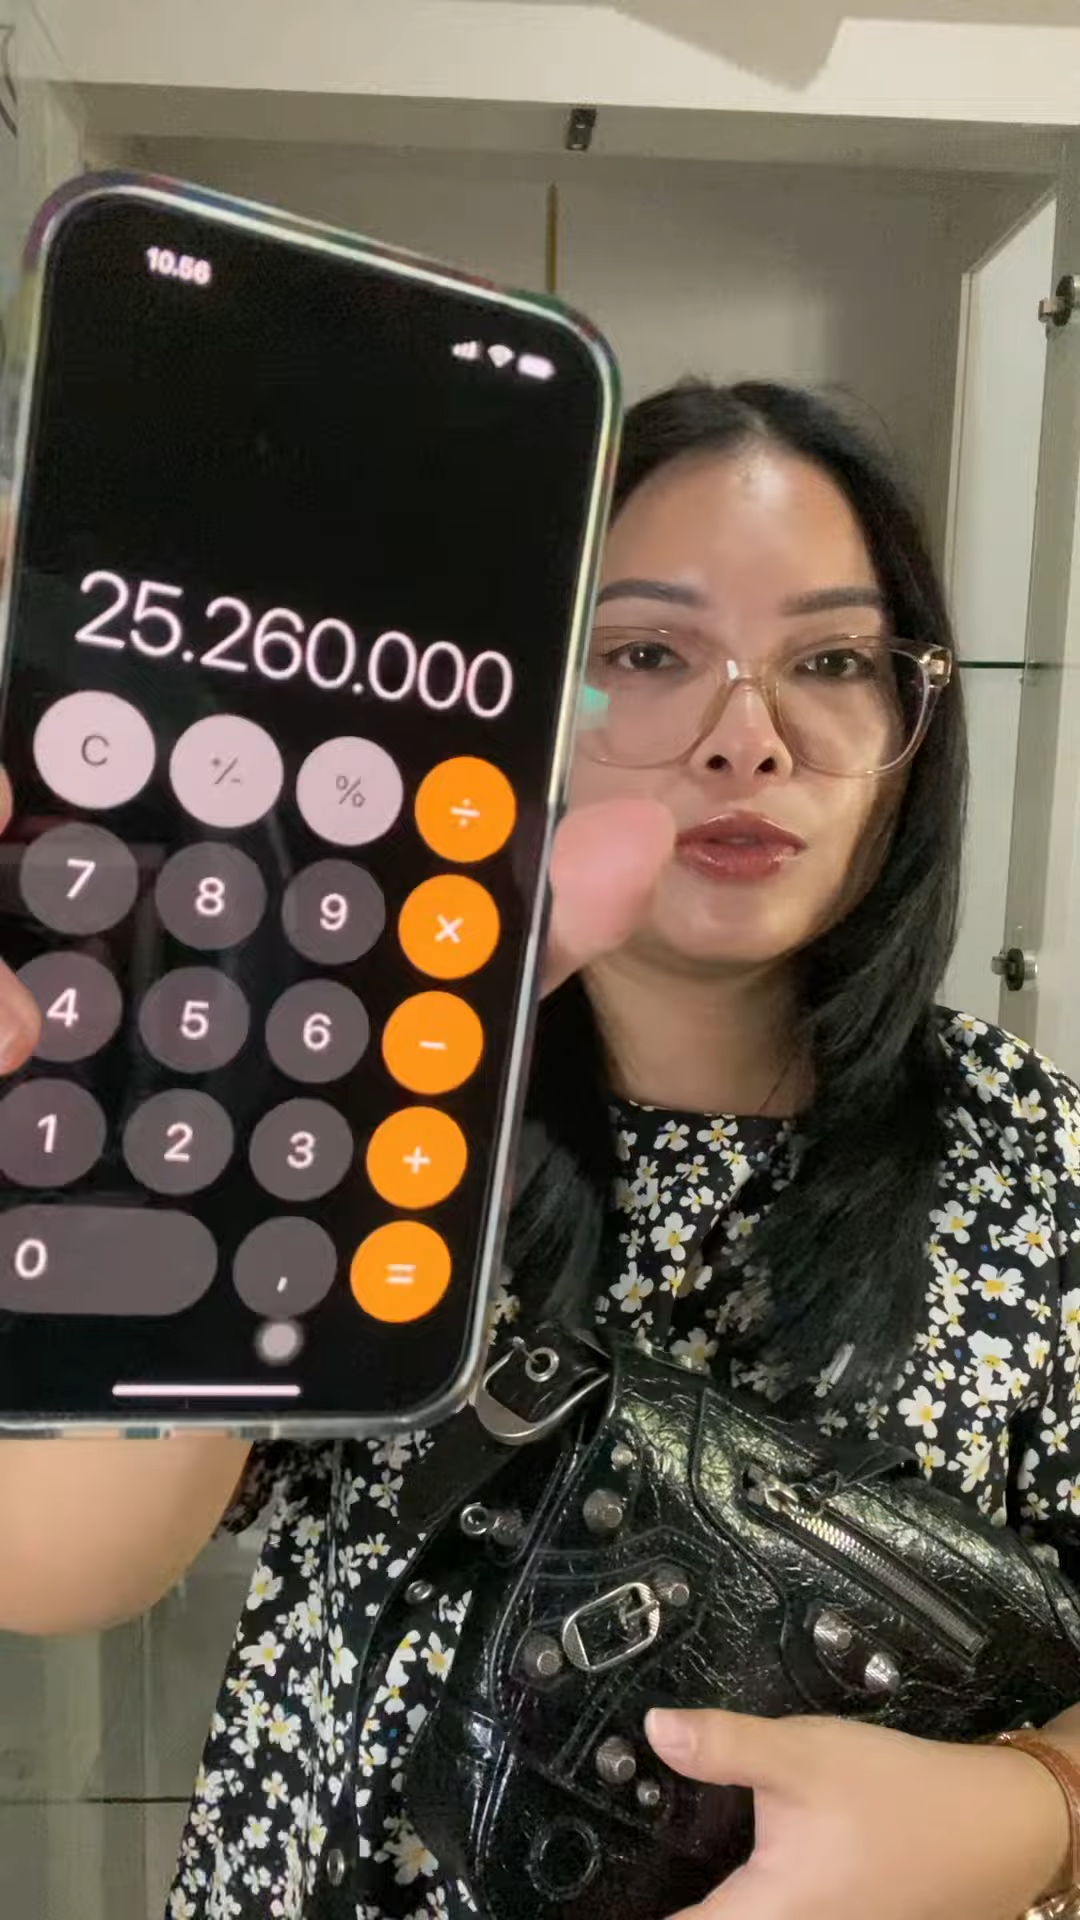 10.56
25.260.000
C +/- % ÷
7 8 9 ×
4 5 6 −
1 2 3 +
0 , =